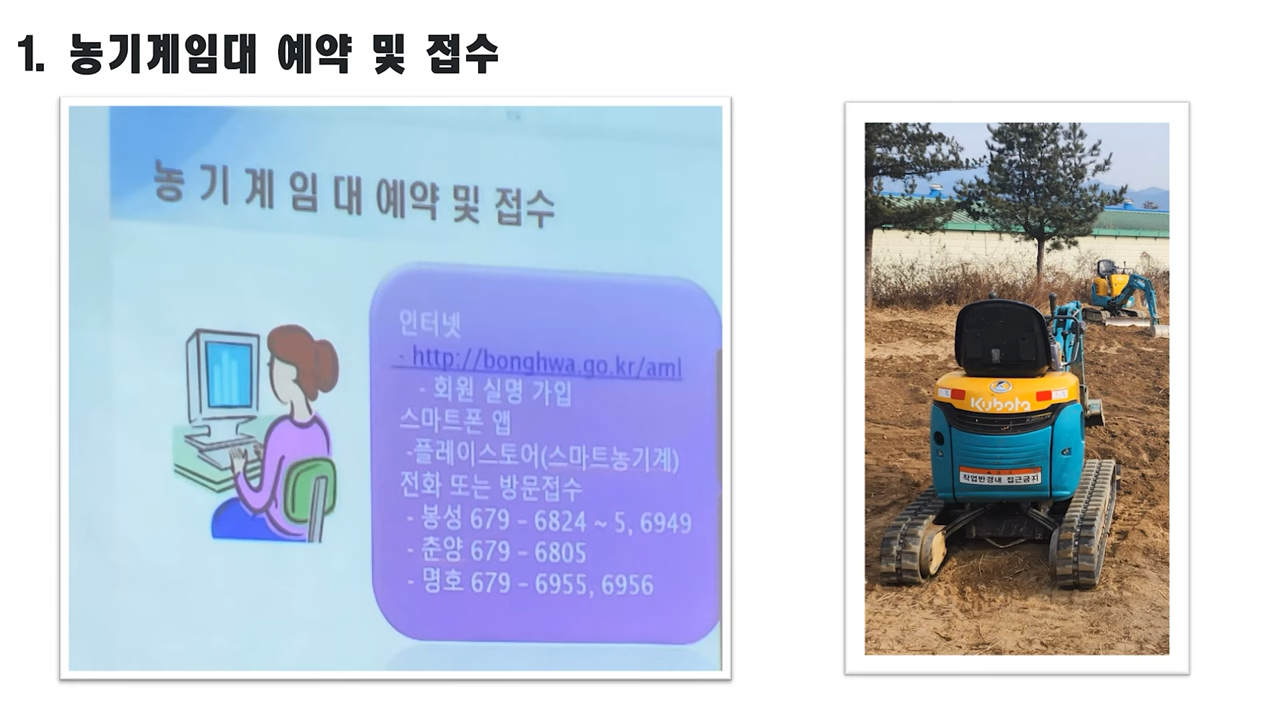 1. 농기계임대 예약 및 접수
농 기 계 임 대 예약 및 접수
인터넷
- http://bonghwa.go.kr/aml
- 회원 실명 가입
스마트폰 앱
-플레이스토어(스마트농기계)
전화 또는 방문접수
- 봉성 679 - 6824 ~ 5, 6949
- 춘양 679 - 6805
- 명호 679 - 6955, 6956
Kubota
작업반경내 접근금지